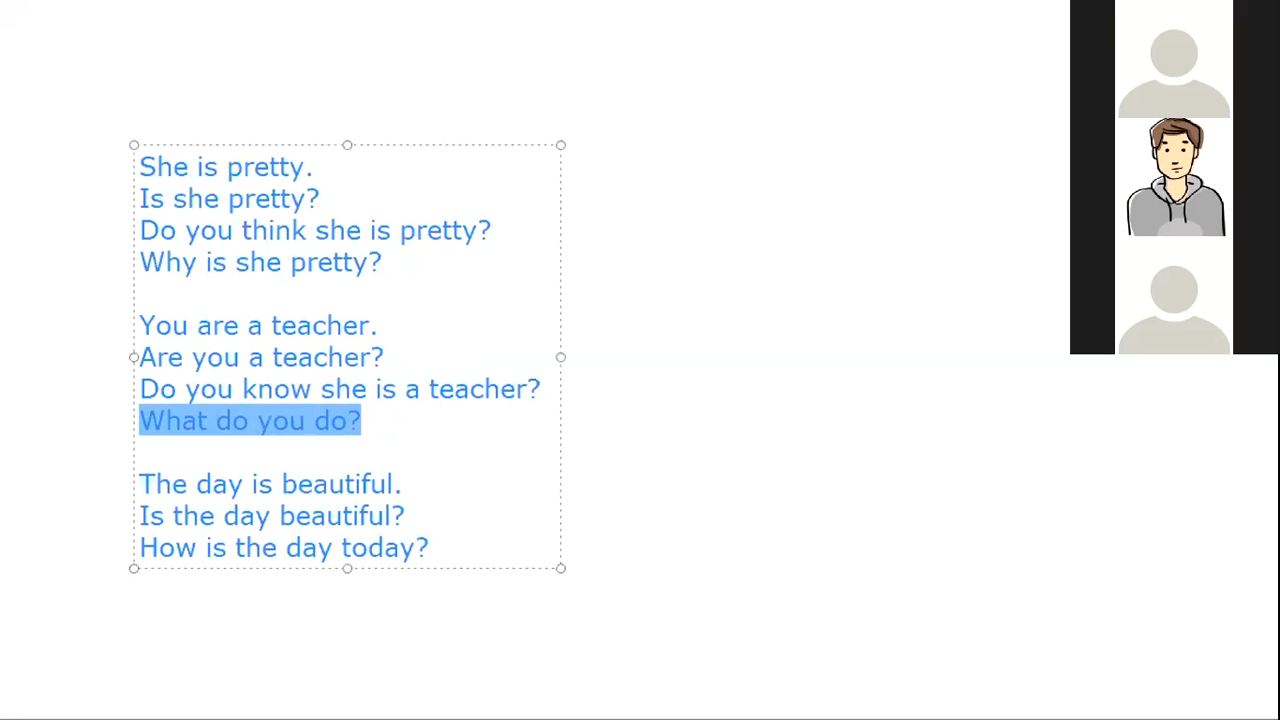 She is pretty.
Is she pretty?
Do you think she is pretty?
Why is she pretty?
You are a teacher.
Are you a teacher?
Do you know she is a teacher?
What do you do?
The day is beautiful.
Is the day beautiful?
How is the day today?